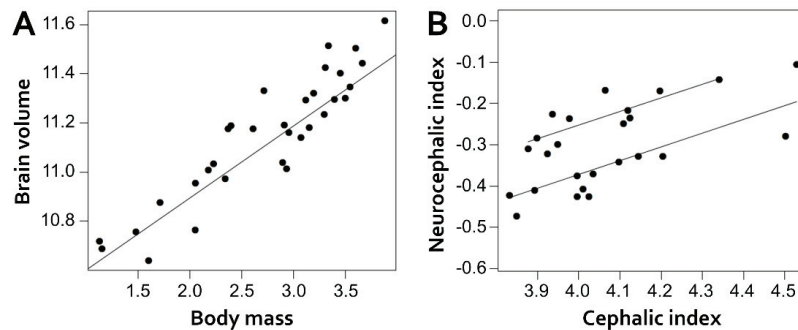 A
Brain volume
11.6
11.4
11.2
11.0
10.8
1.5 2.0 2.5 3.0 3.5
Body mass
B
Neurocephalic index
0.0
-0.1
-0.2
-0.3
-0.4
-0.5
-0.6
3.9 4.0 4.1 4.2 4.3 4.4 4.5
Cephalic index